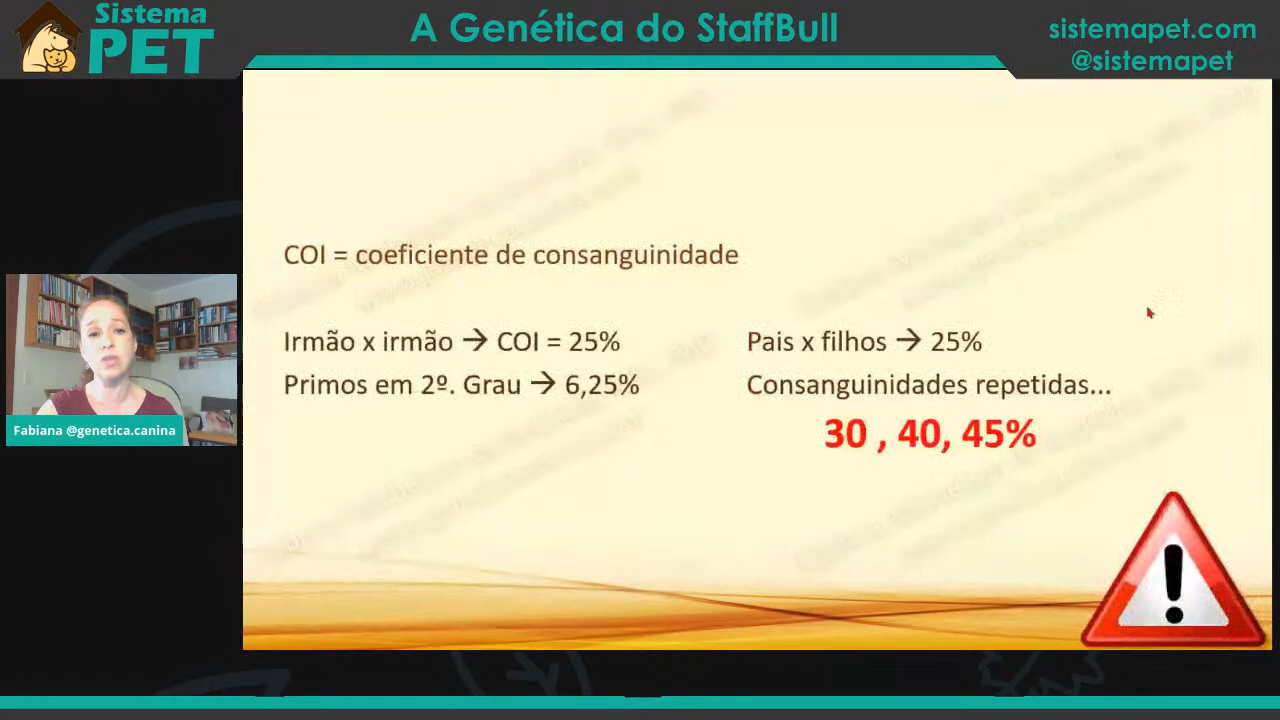 Sistema
PET
A Genética do StaffBull
sistemapet.com
@sistemapet
COI = coeficiente de consanguinidade
Irmão x irmão → COI = 25%
Primos em 2º. Grau → 6,25%
Pais x filhos → 25%
Consanguinidades repetidas...
30 , 40, 45%
Fabiana @genetica.canina